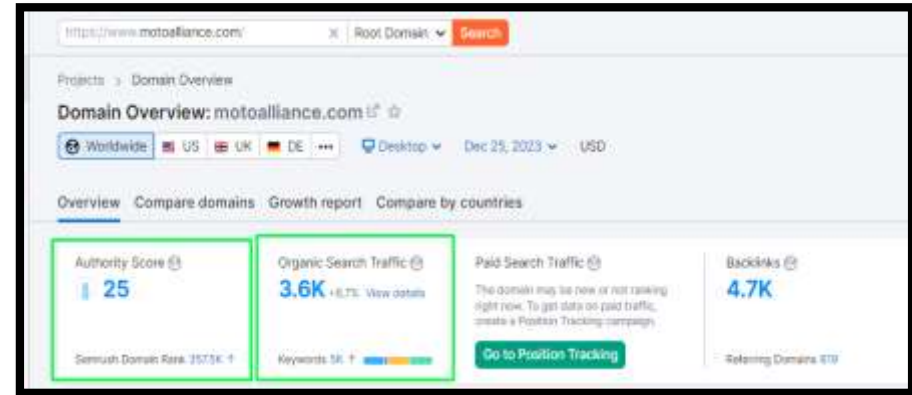 https://www.motoalliance.com/ × Root Domain Search
Projects > Domain Overview
Domain Overview: motoalliance.com
Worldwide US UK DE ••• Desktop Dec 25, 2023 USD
Overview Compare domains Growth report Compare by countries
Authority Score Organic Search Traffic Paid Search Traffic Backlinks
25 3.6K View details 4.7K
The domain may be new or not ranking
right now. To get data on paid traffic,
create a Position Tracking campaign.
Go to Position Tracking
Semrush Domain Rank ↑ Keywords 5K ↑ Referring Domains